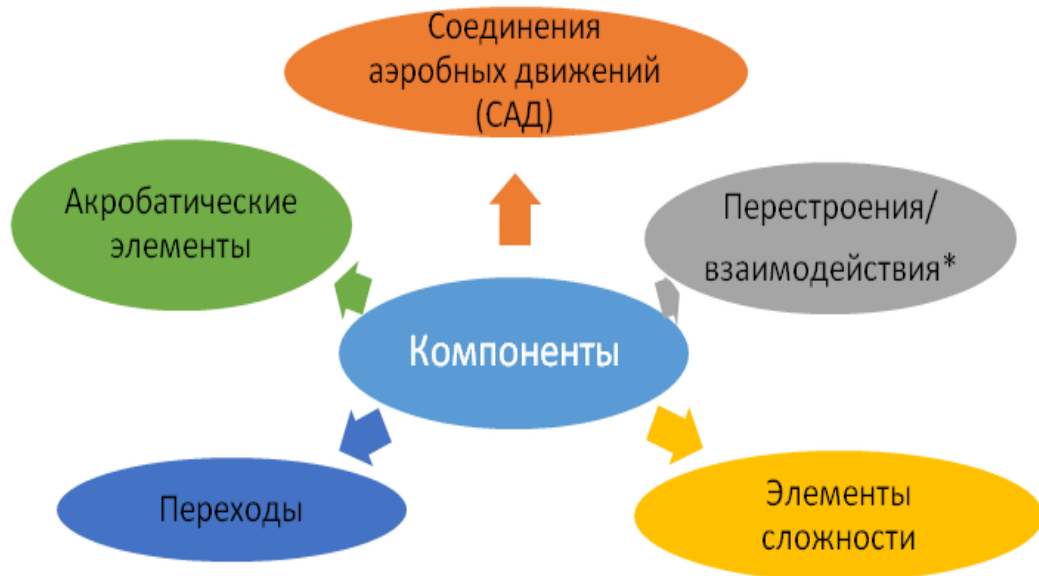 Соединения
аэробных движений
(САД)
Акробатические
элементы
Перестроения/
взаимодействия*
Компоненты
Переходы
Элементы
сложности